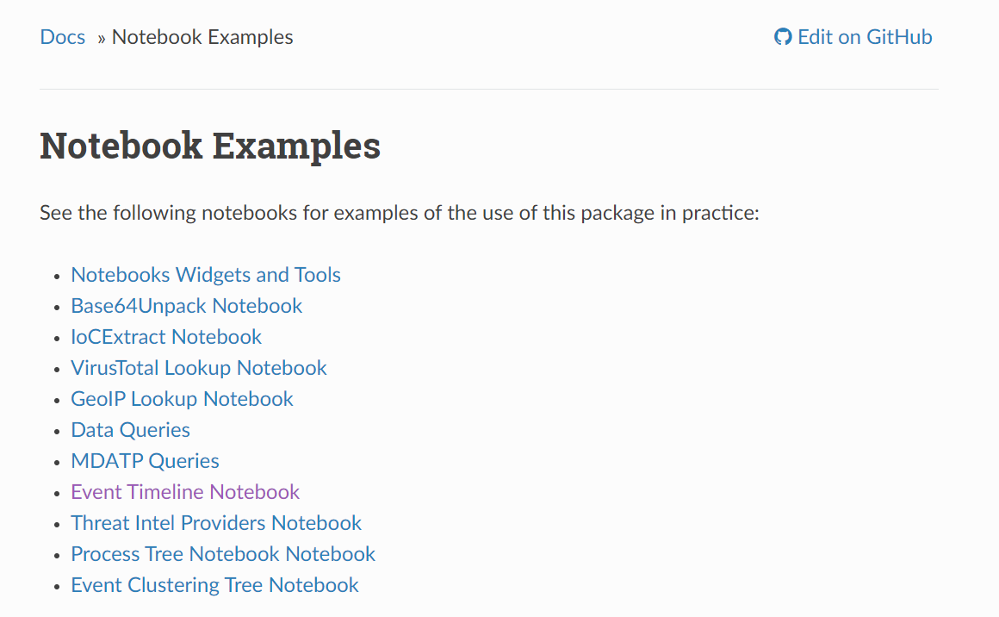 Docs » Notebook Examples Edit on GitHub
Notebook Examples
See the following notebooks for examples of the use of this package in practice:
• Notebooks Widgets and Tools
• Base64Unpack Notebook
• IoCExtract Notebook
• VirusTotal Lookup Notebook
• GeoIP Lookup Notebook
• Data Queries
• MDATP Queries
• Event Timeline Notebook
• Threat Intel Providers Notebook
• Process Tree Notebook Notebook
• Event Clustering Tree Notebook